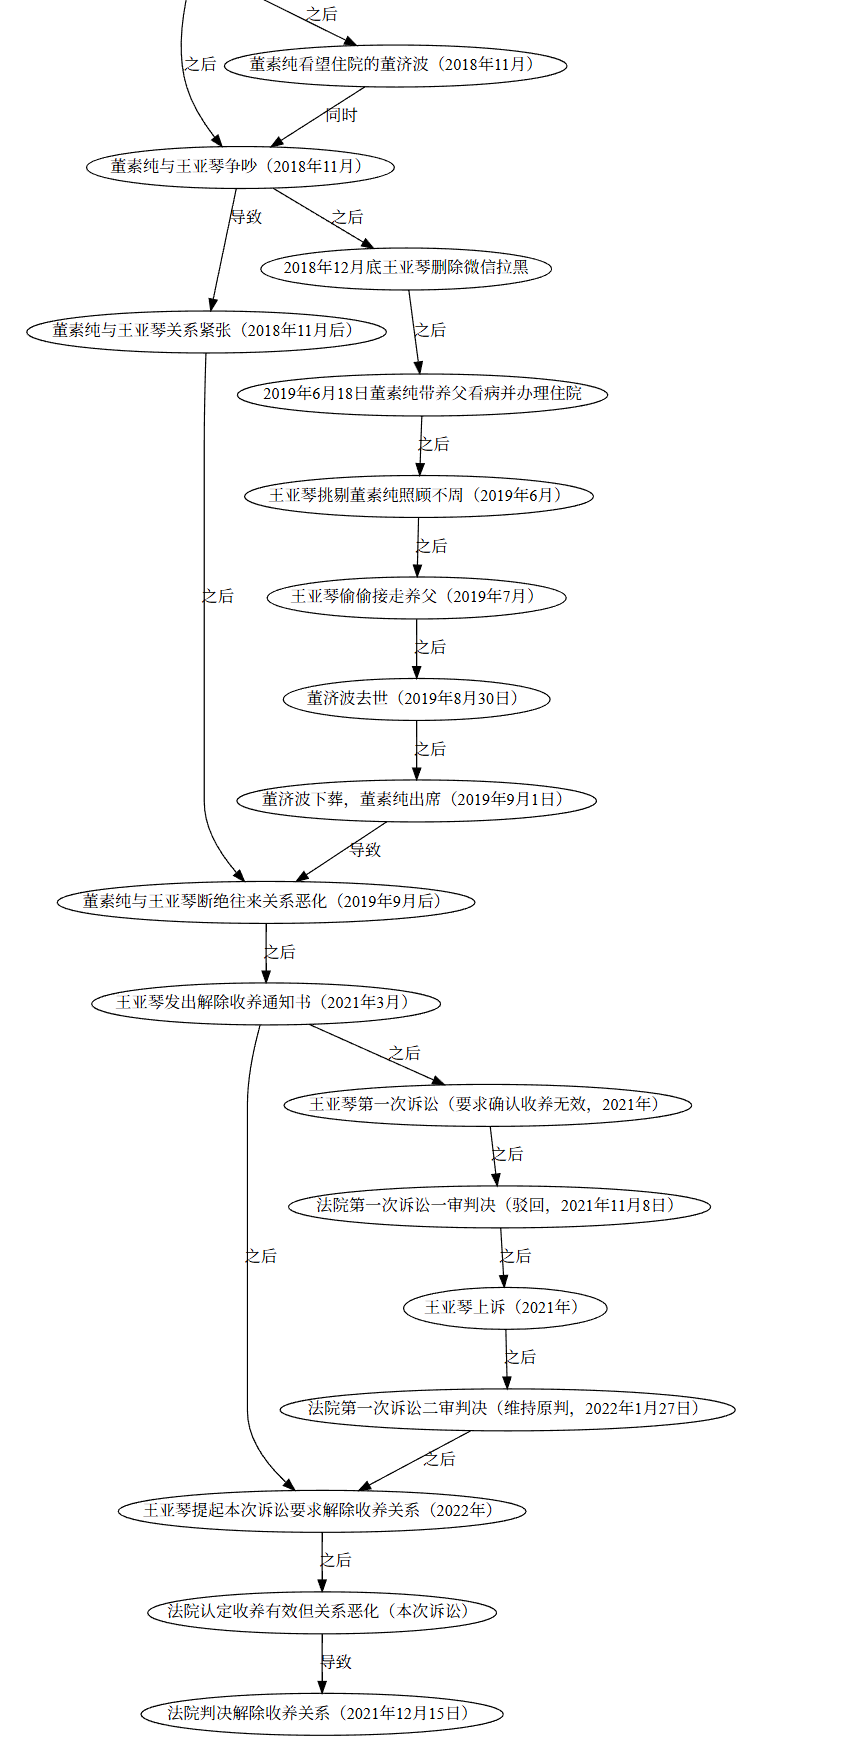 之后
之后
董素纯看望住院的董济波（2018年11月）
同时
董素纯与王亚琴争吵（2018年11月）
导致
之后
2018年12月底王亚琴删除微信拉黑
董素纯与王亚琴关系紧张（2018年11月后）
之后
2019年6月18日董素纯带养父看病并办理住院
之后
王亚琴挑剔董素纯照顾不周（2019年6月）
之后
王亚琴偷偷接走养父（2019年7月）
之后
之后
董济波去世（2019年8月30日）
之后
董济波下葬，董素纯出席（2019年9月1日）
导致
董素纯与王亚琴断绝往来关系恶化（2019年9月后）
之后
王亚琴发出解除收养通知书（2021年3月）
之后
王亚琴第一次诉讼（要求确认收养无效，2021年）
之后
法院第一次诉讼一审判决（驳回，2021年11月8日）
之后
之后
王亚琴上诉（2021年）
之后
法院第一次诉讼二审判决（维持原判，2022年1月27日）
之后
王亚琴提起本次诉讼要求解除收养关系（2022年）
之后
法院认定收养有效但关系恶化（本次诉讼）
导致
法院判决解除收养关系（2021年12月15日）